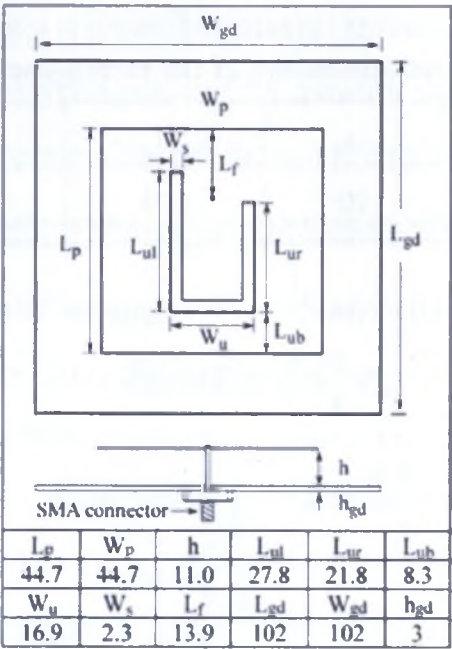 Wgd
Wp
Ws
Lf
Lp
Lul
Lur
Lgd
Wu
Lub
h
SMA connector
hgd
Lp Wp h Lul Lur Lub
44.7 44.7 11.0 27.8 21.8 8.3
Wu Ws Lf Lgd Wgd hgd
16.9 2.3 13.9 102 102 3